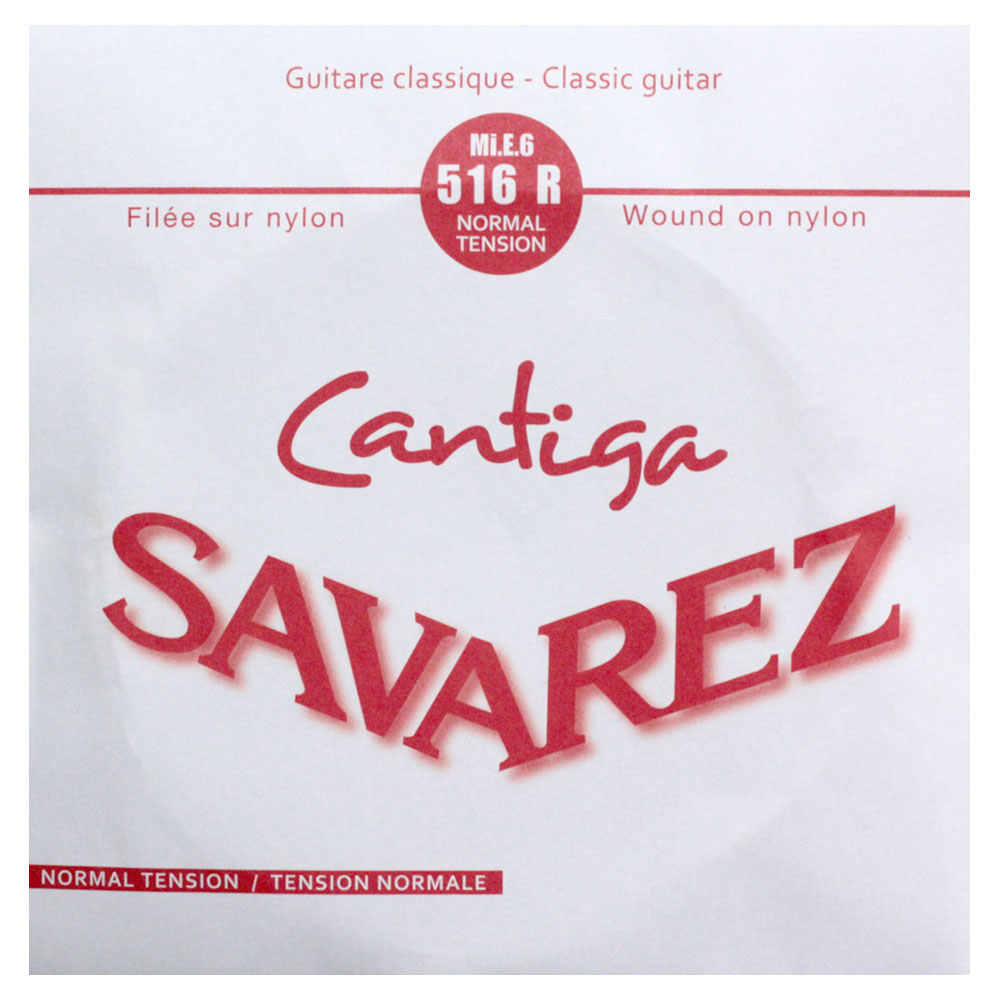 Guitare classique - Classic guitar
Mi.E.6
516 R
NORMAL
TENSION
Filée sur nylon
Wound on nylon
Cantiga
SAVAREZ
NORMAL TENSION / TENSION NORMALE